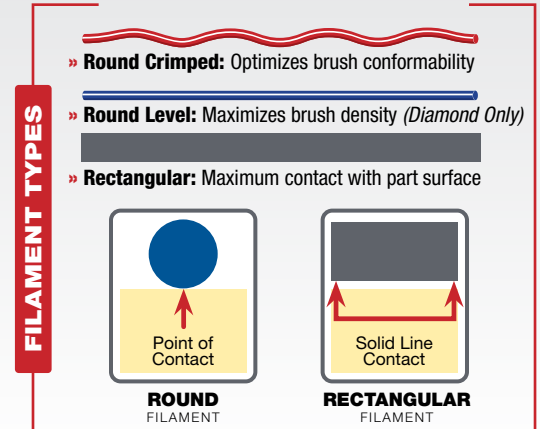 FILAMENT TYPES
» Round Crimped: Optimizes brush conformability
» Round Level: Maximizes brush density (Diamond Only)
» Rectangular: Maximum contact with part surface
Point of
Contact
ROUND
FILAMENT
Solid Line
Contact
RECTANGULAR
FILAMENT